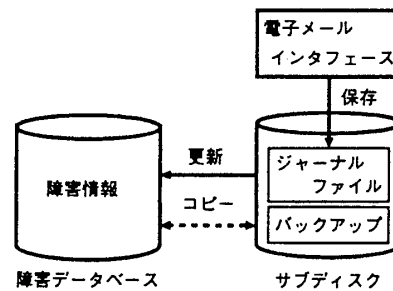 電子メール
インタフェース
保存
更新
障害情報
コピー
ジャーナル
ファイル
バックアップ
障害データベース
サブディスク